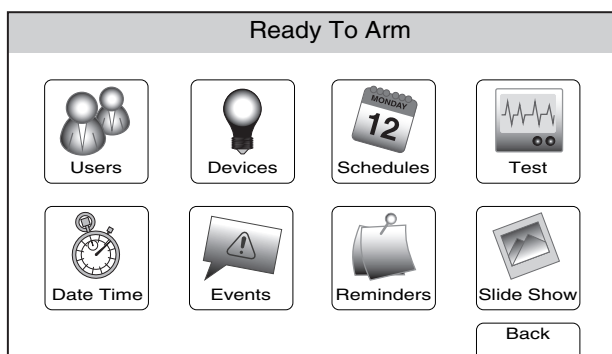 Ready To Arm
MONDAY
12
Users
Devices
Schedules
Test
Date Time
Events
Reminders
Slide Show
Back